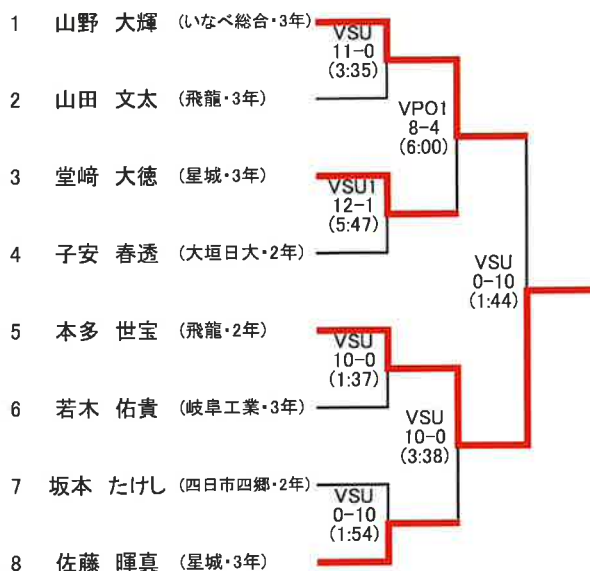 1 山野 大輝 (いなべ総合・3年)
VSU
11-0
(3:35)
2 山田 文太 (飛龍・3年)
VPO1
8-4
(6:00)
3 堂﨑 大徳 (星城・3年)
VSU1
12-1
(5:47)
4 子安 春透 (大垣日大・2年)
VSU
0-10
(1:44)
5 本多 世宝 (飛龍・2年)
VSU
10-0
(1:37)
6 若木 佑貴 (岐阜工業・3年)
VSU
10-0
(3:38)
7 坂本 たけし (四日市四郷・2年)
VSU
0-10
(1:54)
8 佐藤 暉真 (星城・3年)